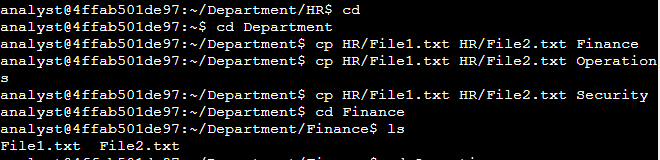 analyst@4ffab501de97:~/Department/HR$ cd
analyst@4ffab501de97:~$ cd Department
analyst@4ffab501de97:~/Department$ cp HR/File1.txt HR/File2.txt Finance
analyst@4ffab501de97:~/Department$ cp HR/File1.txt HR/File2.txt Operation
s
analyst@4ffab501de97:~/Department$ cp HR/File1.txt HR/File2.txt Security
analyst@4ffab501de97:~/Department$ cd Finance
analyst@4ffab501de97:~/Department/Finance$ ls
File1.txt  File2.txt